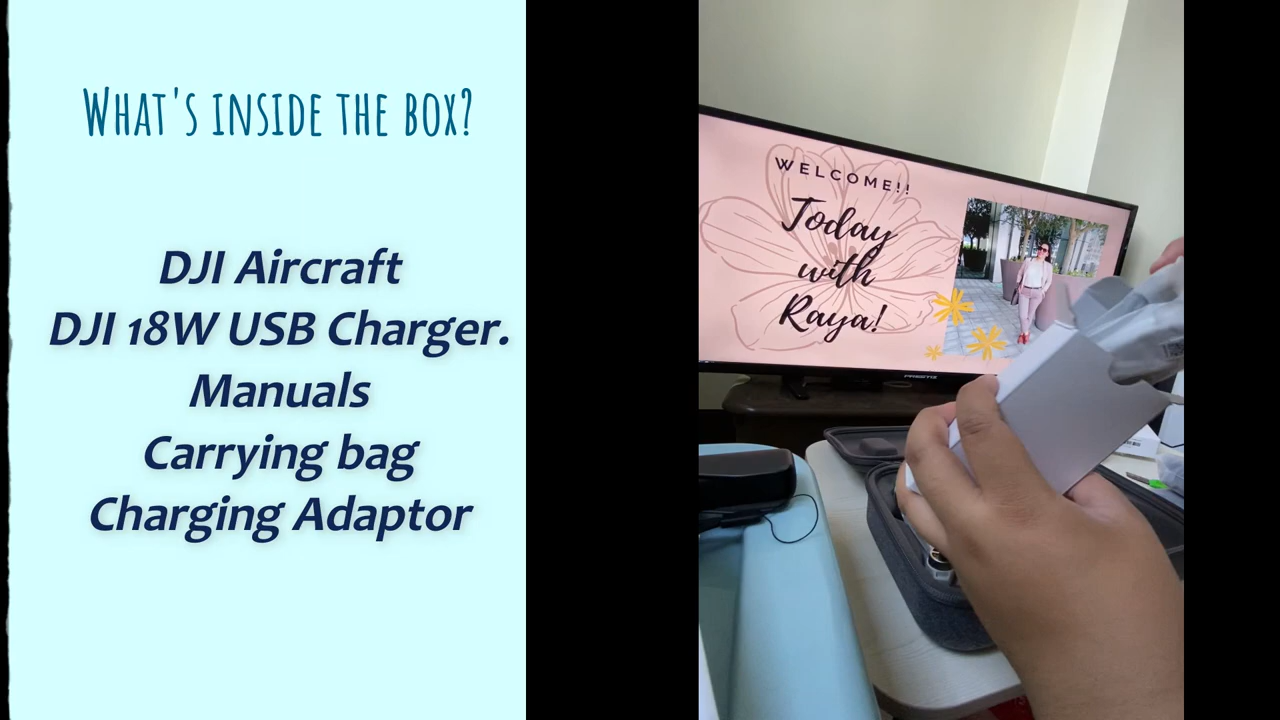 What's inside the box?
DJI Aircraft
DJI 18W USB Charger.
Manuals
Carrying bag
Charging Adaptor
WELCOME!!
Today
with
Raya!